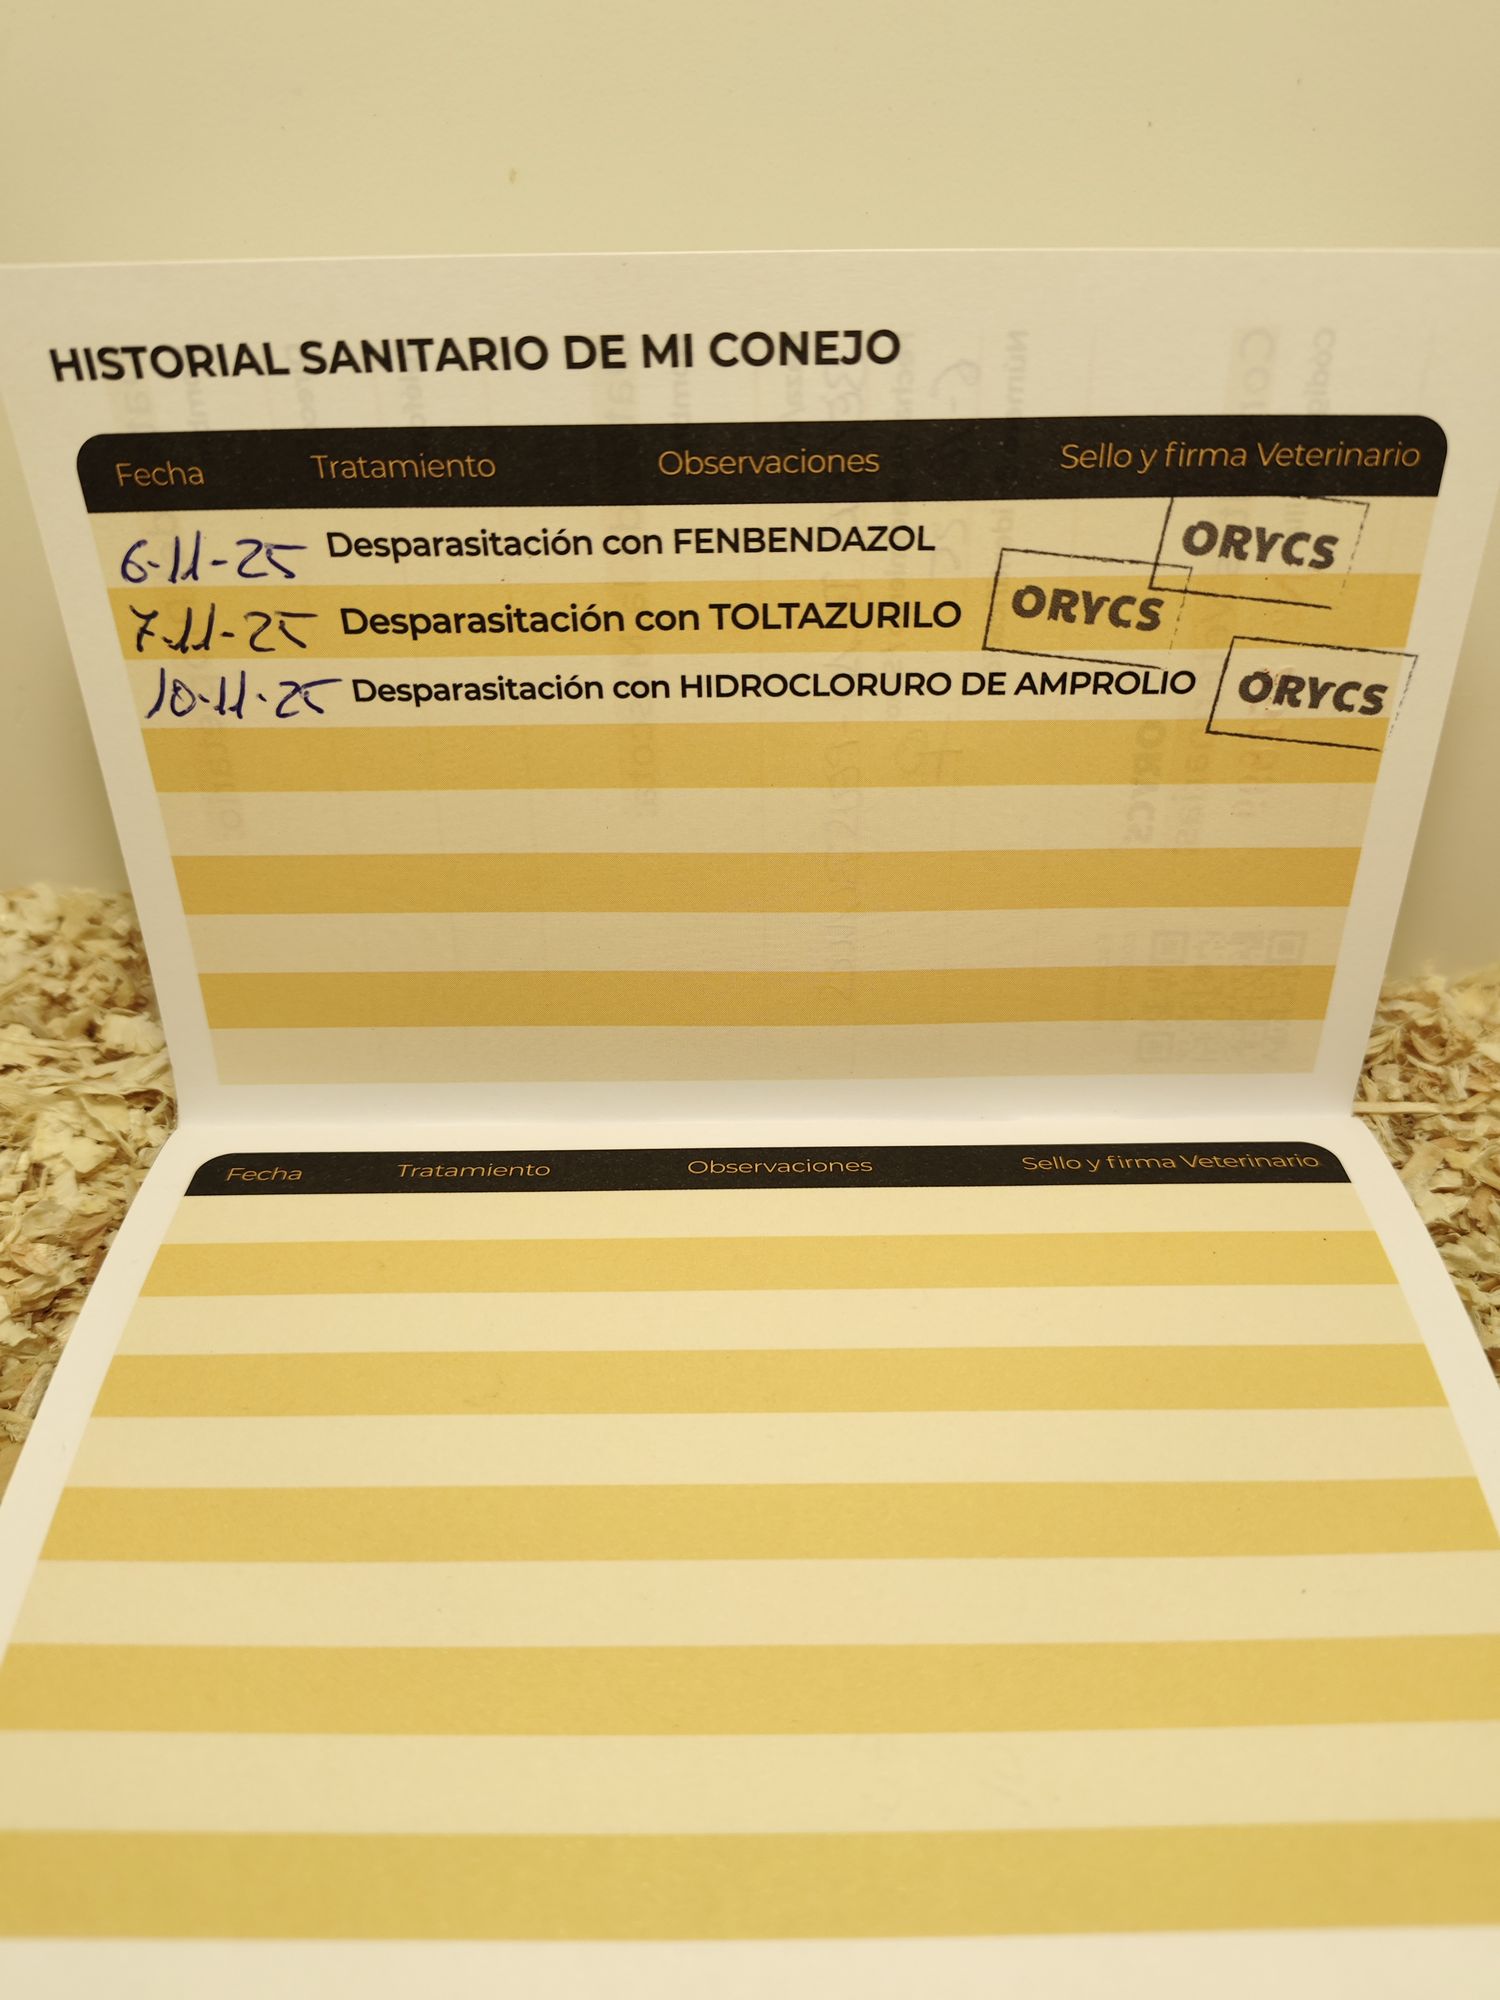 HISTORIAL SANITARIO DE MI CONEJO
Fecha Tratamiento Observaciones Sello y firma Veterinario
6-11-25 Desparasitación con FENBENDAZOL ORYCS
7-11-25 Desparasitación con TOLTAZURILO ORYCS
10-11-25 Desparasitación con HIDROCLORURO DE AMPROLIO ORYCS
Fecha Tratamiento Observaciones Sello y firma Veterinario